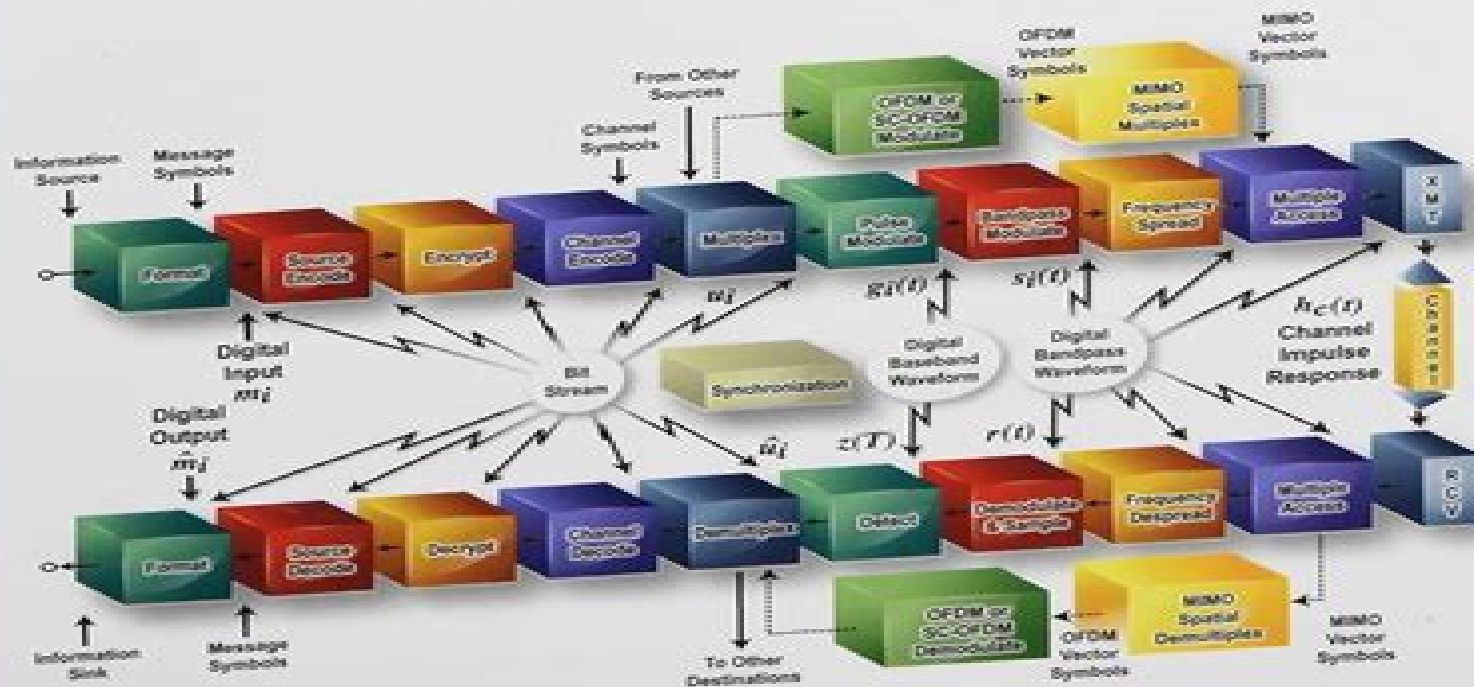 OFDM
Vector
Symbols
MIMO
Vector
Symbols
From Other
Sources
OFDM or
SC-OFDM
Modulate
MIMO
Spatial
Multiplex
Channel
Symbols
Information
Source
Message
Symbols
Format
Source
Encode
Encrypt
Channel
Encode
Multiplex
Pulse
Modulate
Bandpass
Modulate
Frequency
Spread
Multiple
Access
X
M
T
uᵢ
gᵢ(t)
sᵢ(t)
h_c(t)
Channel
Impulse
Response
Channel
Digital
Input
mᵢ
Bit
Stream
Synchronization
Digital
Baseband
Waveform
Digital
Bandpass
Waveform
Digital
Output
m̂ᵢ
ûᵢ
z(T)
r(t)
Format
Source
Decode
Decrypt
Channel
Decode
Demultiplex
Detect
Demodulate
& Sample
Frequency
Despread
Multiple
Access
R
C
V
Information
Sink
Message
Symbols
To Other
Destinations
OFDM or
SC-OFDM
Demodulate
OFDM
Vector
Symbols
MIMO
Spatial
Demultiplex
MIMO
Vector
Symbols